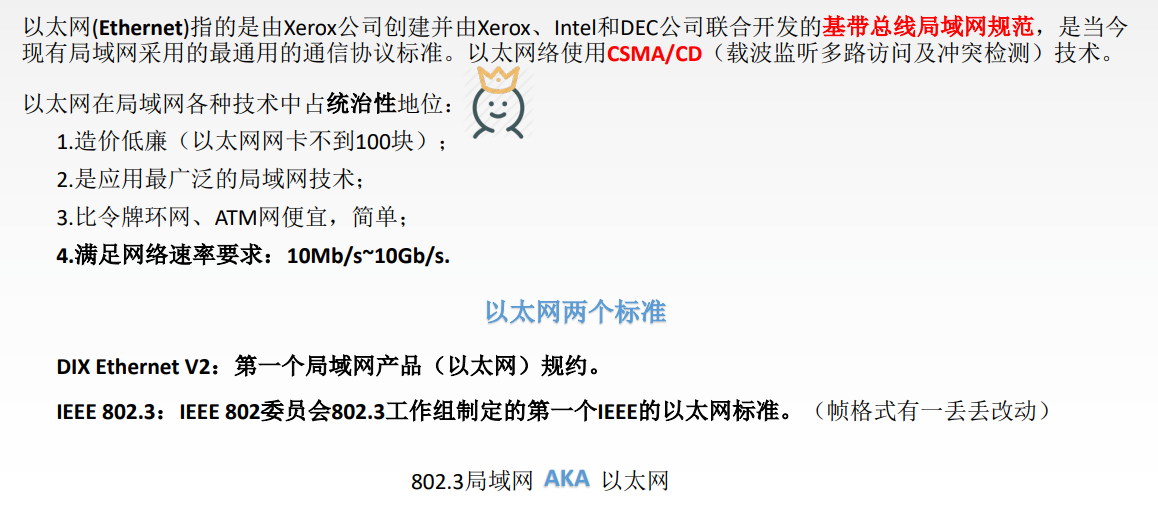 以太网(Ethernet)指的是由Xerox公司创建并由Xerox、Intel和DEC公司联合开发的基带总线局域网规范，是当今
现有局域网采用的最通用的通信协议标准。以太网络使用CSMA/CD（载波监听多路访问及冲突检测）技术。
以太网在局域网各种技术中占统治性地位：
1.造价低廉（以太网网卡不到100块）；
2.是应用最广泛的局域网技术；
3.比令牌环网、ATM网便宜，简单；
4.满足网络速率要求：10Mb/s~10Gb/s.
以太网两个标准
DIX Ethernet V2：第一个局域网产品（以太网）规约。
IEEE 802.3：IEEE 802委员会802.3工作组制定的第一个IEEE的以太网标准。（帧格式有一丢丢改动）
802.3局域网 AKA 以太网